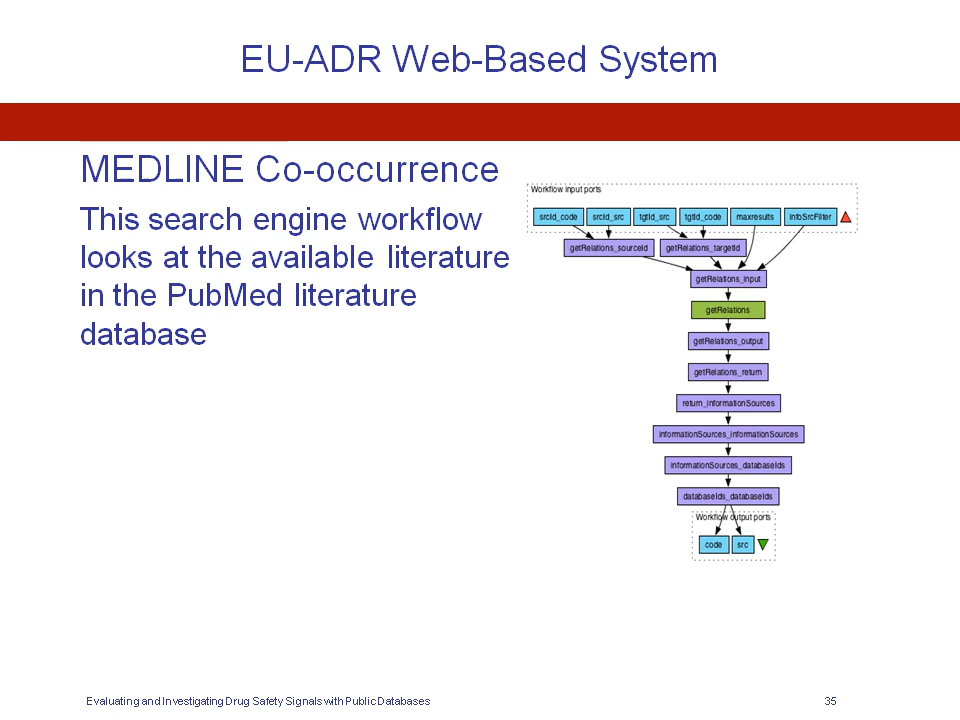 EU-ADR Web-Based System
MEDLINE Co-occurrence
This search engine workflow
looks at the available literature
in the PubMed literature
database
Workflow input ports
srcId_code srcId_src tgtId_src tgtId_code maxresults infoSrcFilter
getRelations_sourceId getRelations_targetId
getRelations_input
getRelations
getRelations_output
getRelations_return
return_informationSources
informationSources_informationSources
informationSources_databaseIds
databaseIds_databaseIds
Workflow output ports
code src
Evaluating and Investigating Drug Safety Signals with Public Databases 35